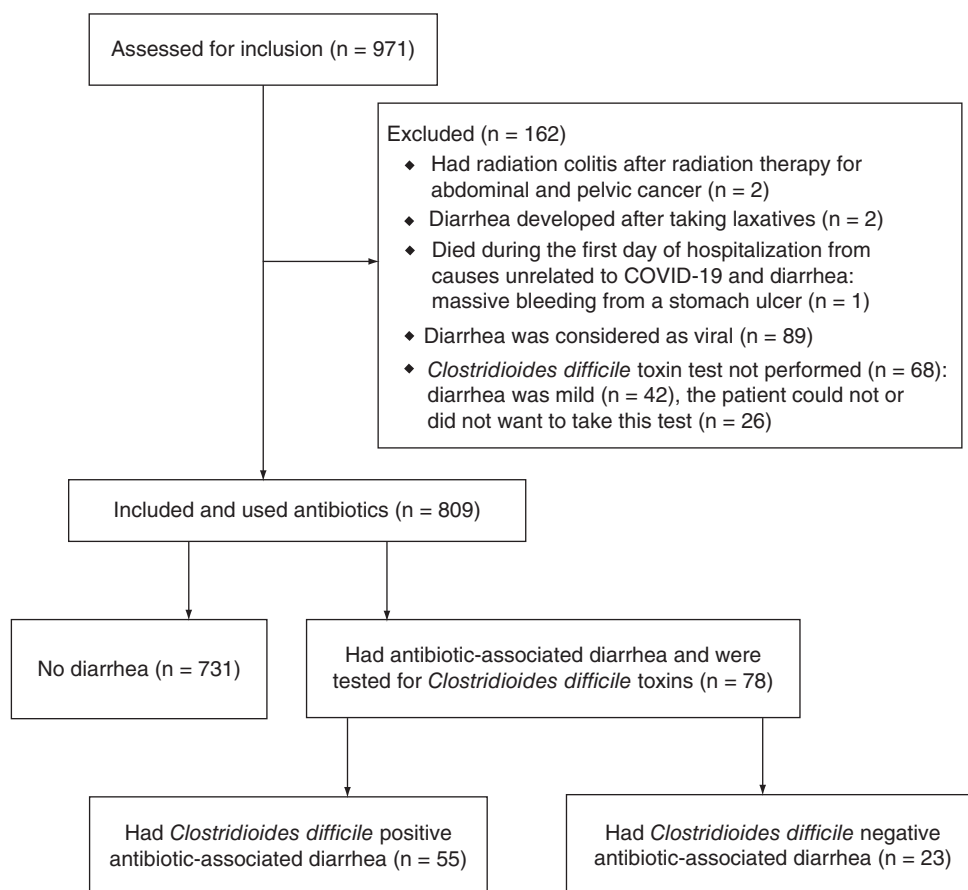 Assessed for inclusion (n = 971)
Excluded (n = 162)
◆ Had radiation colitis after radiation therapy for
abdominal and pelvic cancer (n = 2)
◆ Diarrhea developed after taking laxatives (n = 2)
◆ Died during the first day of hospitalization from
causes unrelated to COVID-19 and diarrhea:
massive bleeding from a stomach ulcer (n = 1)
◆ Diarrhea was considered as viral (n = 89)
◆ Clostridioides difficile toxin test not performed (n = 68):
diarrhea was mild (n = 42), the patient could not or
did not want to take this test (n = 26)
Included and used antibiotics (n = 809)
No diarrhea (n = 731)
Had antibiotic-associated diarrhea and were
tested for Clostridioides difficile toxins (n = 78)
Had Clostridioides difficile positive
antibiotic-associated diarrhea (n = 55)
Had Clostridioides difficile negative
antibiotic-associated diarrhea (n = 23)